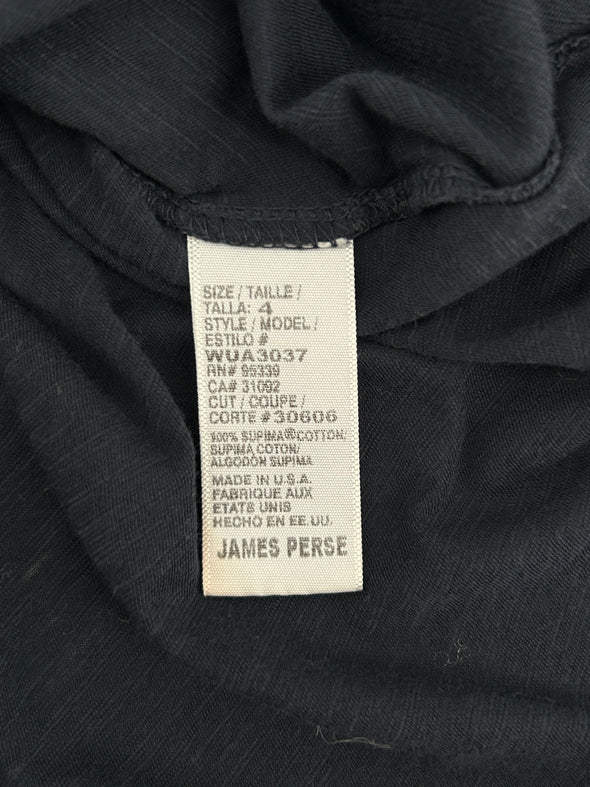 SIZE / TAILLE /
TALLA: 4
STYLE / MODEL /
ESTILO #
WUA3037
RN# 95339
CA# 31092
CUT / COUPE /
CORTE # 30606
100% SUPIMA® COTTON/
SUPIMA COTON/
ALGODÓN SUPIMA
MADE IN U.S.A.
FABRIQUE AUX
ETATS UNIS
HECHO EN EE.UU.
JAMES PERSE